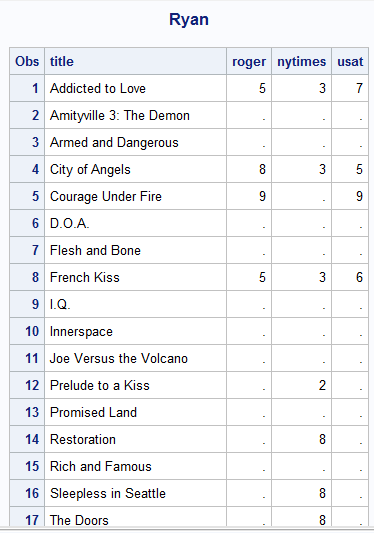 Ryan
Obs title roger nytimes usat
1 Addicted to Love 5 3 7
2 Amityville 3: The Demon . . .
3 Armed and Dangerous . . .
4 City of Angels 8 3 5
5 Courage Under Fire 9 . 9
6 D.O.A. . . .
7 Flesh and Bone . . .
8 French Kiss 5 3 6
9 I.Q. . . .
10 Innerspace . . .
11 Joe Versus the Volcano . . .
12 Prelude to a Kiss . 2 .
13 Promised Land . . .
14 Restoration . 8 .
15 Rich and Famous . . .
16 Sleepless in Seattle . 8 .
17 The Doors . 8 .